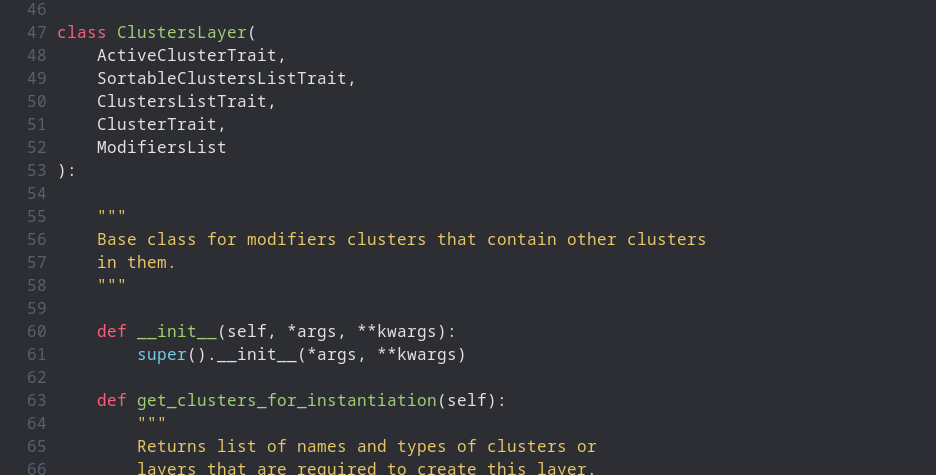 46
47 class ClustersLayer(
48     ActiveClusterTrait,
49     SortableClustersListTrait,
50     ClustersListTrait,
51     ClusterTrait,
52     ModifiersList
53 ):
54
55     """
56     Base class for modifiers clusters that contain other clusters
57     in them.
58     """
59
60     def __init__(self, *args, **kwargs):
61         super().__init__(*args, **kwargs)
62
63     def get_clusters_for_instantiation(self):
64         """
65         Returns list of names and types of clusters or
66         layers that are required to create this layer.